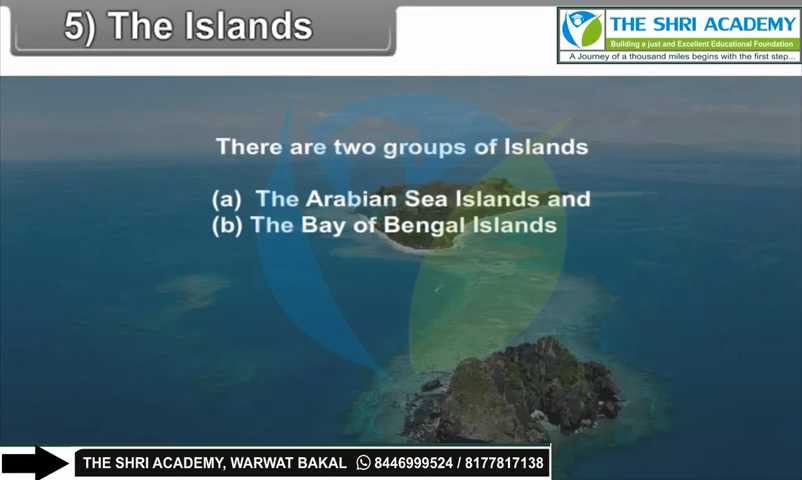 5) The Islands
THE SHRI ACADEMY
Building a just and Excellent Educational Foundation
A Journey of a thousand miles begins with the first step...
There are two groups of Islands
(a) The Arabian Sea Islands and
(b) The Bay of Bengal Islands
THE SHRI ACADEMY, WARWAT BAKAL 8446999524 / 8177817138